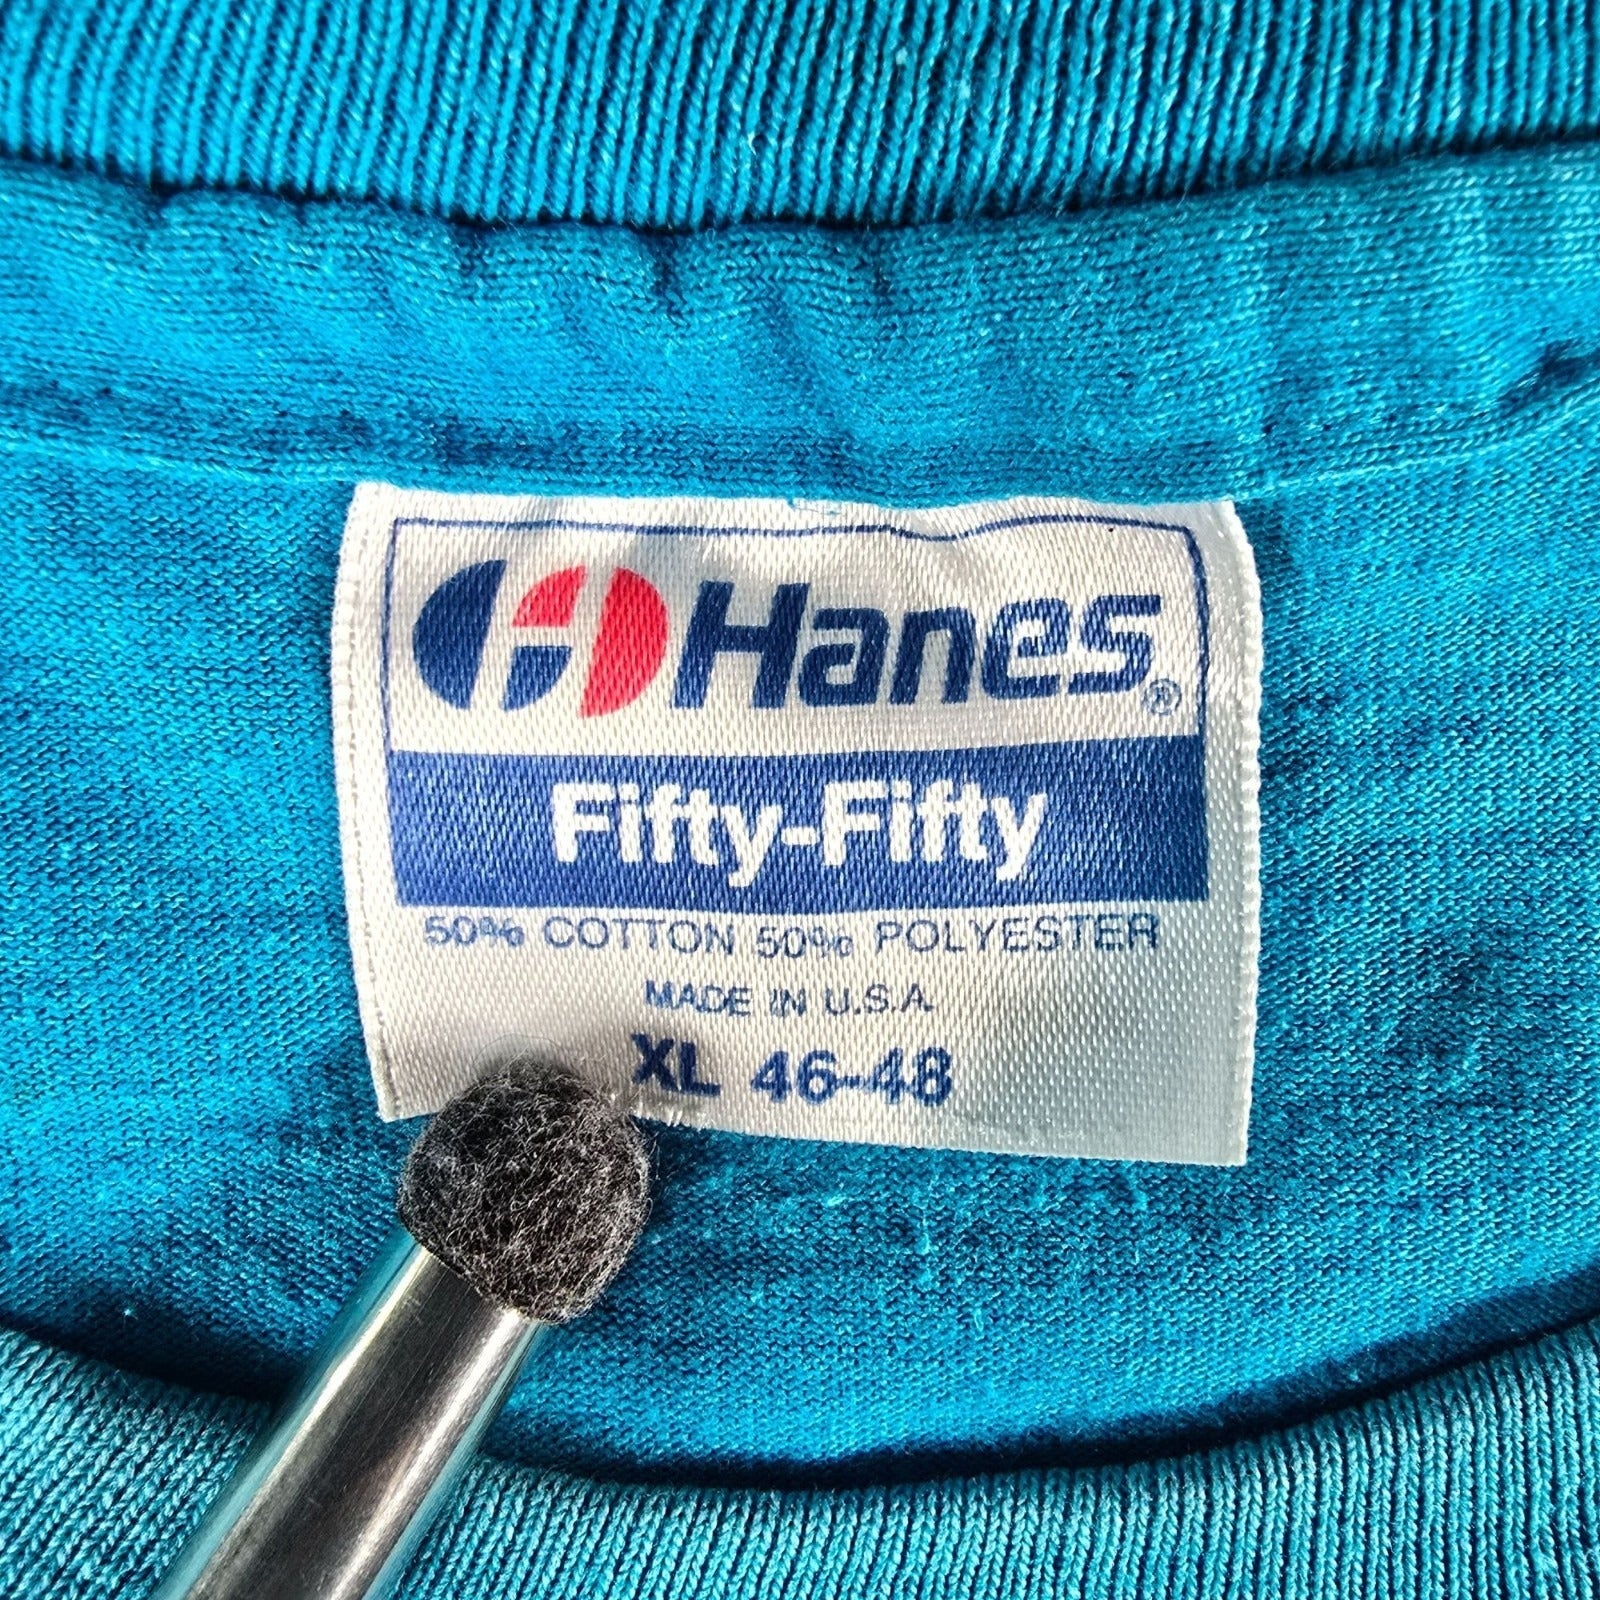 Hanes®
Fifty-Fifty
50% COTTON 50% POLYESTER
MADE IN U.S.A.
XL 46-48